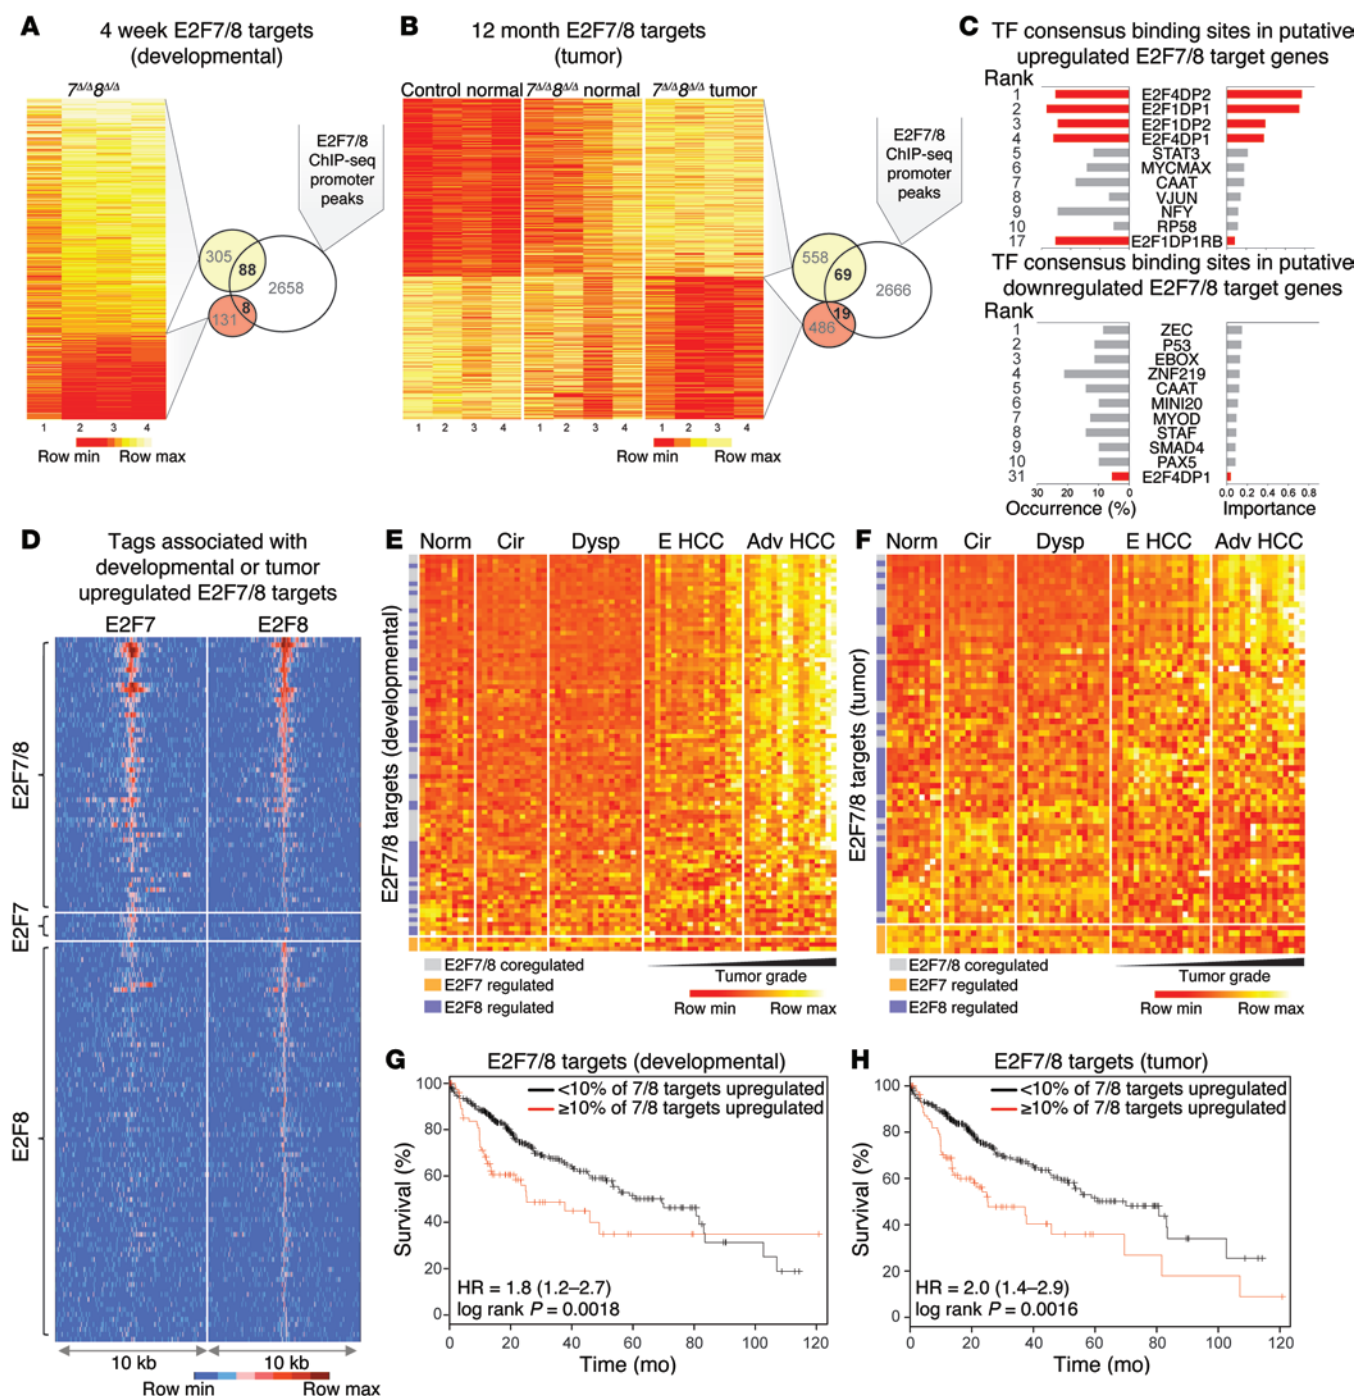 A
4 week E2F7/8 targets
(developmental)
7Δ/Δ8Δ/Δ
305
88
2658
8
131
E2F7/8
ChIP-seq
promoter
peaks
1 2 3 4
Row min Row max
B
12 month E2F7/8 targets
(tumor)
Control normal 7Δ/Δ8Δ/Δ normal 7Δ/Δ8Δ/Δ tumor
558
69
2666
19
486
E2F7/8
ChIP-seq
promoter
peaks
1 2 3 4 1 2 3 4 1 2 3 4
Row min Row max
C
TF consensus binding sites in putative
upregulated E2F7/8 target genes
Rank
1 E2F4DP2
2 E2F1DP1
3 E2F1DP2
4 E2F4DP1
5 STAT3
6 MYCMAX
7 CAAT
8 VJUN
9 NFY
10 RP58
17 E2F1DP1RB
TF consensus binding sites in putative
downregulated E2F7/8 target genes
Rank
1 ZEC
2 P53
3 EBOX
4 ZNF219
5 CAAT
6 MINI20
7 MYOD
8 STAF
9 SMAD4
10 PAX5
31 E2F4DP1
30 20 10 0 0.0 0.2 0.4 0.6 0.8
Occurrence (%) Importance
D
Tags associated with
developmental or tumor
upregulated E2F7/8 targets
E2F7 E2F8
E2F7/8
E2F7
E2F8
10 kb 10 kb
Row min Row max
E
Norm Cir Dysp E HCC Adv HCC
E2F7/8 targets (developmental)
E2F7/8 coregulated
E2F7 regulated
E2F8 regulated
Tumor grade
Row min Row max
F
Norm Cir Dysp E HCC Adv HCC
E2F7/8 targets (tumor)
E2F7/8 coregulated
E2F7 regulated
E2F8 regulated
Tumor grade
Row min Row max
G
E2F7/8 targets (developmental)
<10% of 7/8 targets upregulated
≥10% of 7/8 targets upregulated
Survival (%)
100
80
60
40
20
0
HR = 1.8 (1.2–2.7)
log rank P = 0.0018
0 20 40 60 80 100 120
Time (mo)
H
E2F7/8 targets (tumor)
<10% of 7/8 targets upregulated
≥10% of 7/8 targets upregulated
Survival (%)
100
80
60
40
20
0
HR = 2.0 (1.4–2.9)
log rank P = 0.0016
0 20 40 60 80 100 120
Time (mo)